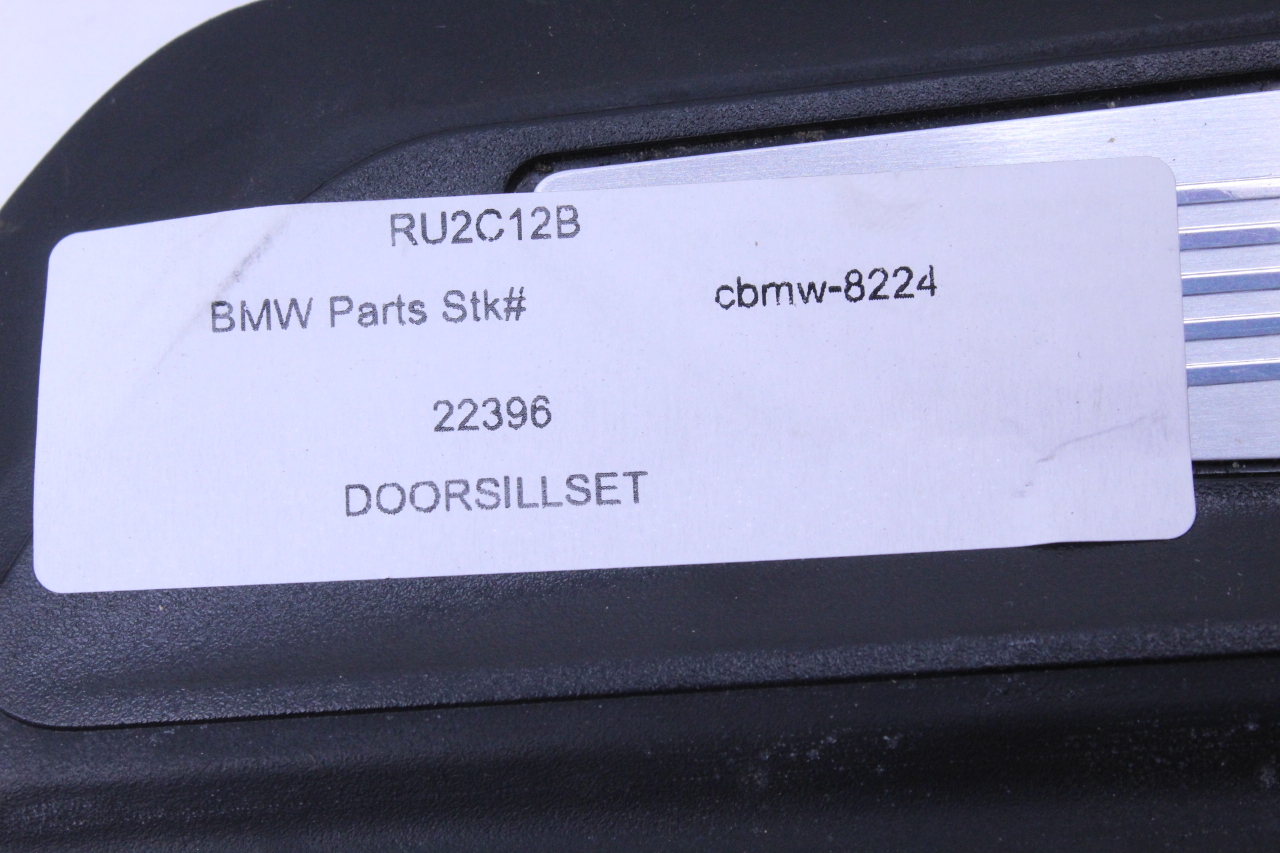 RU2C12B
BMW Parts Stk# cbmw-8224
22396
DOORSILLSET